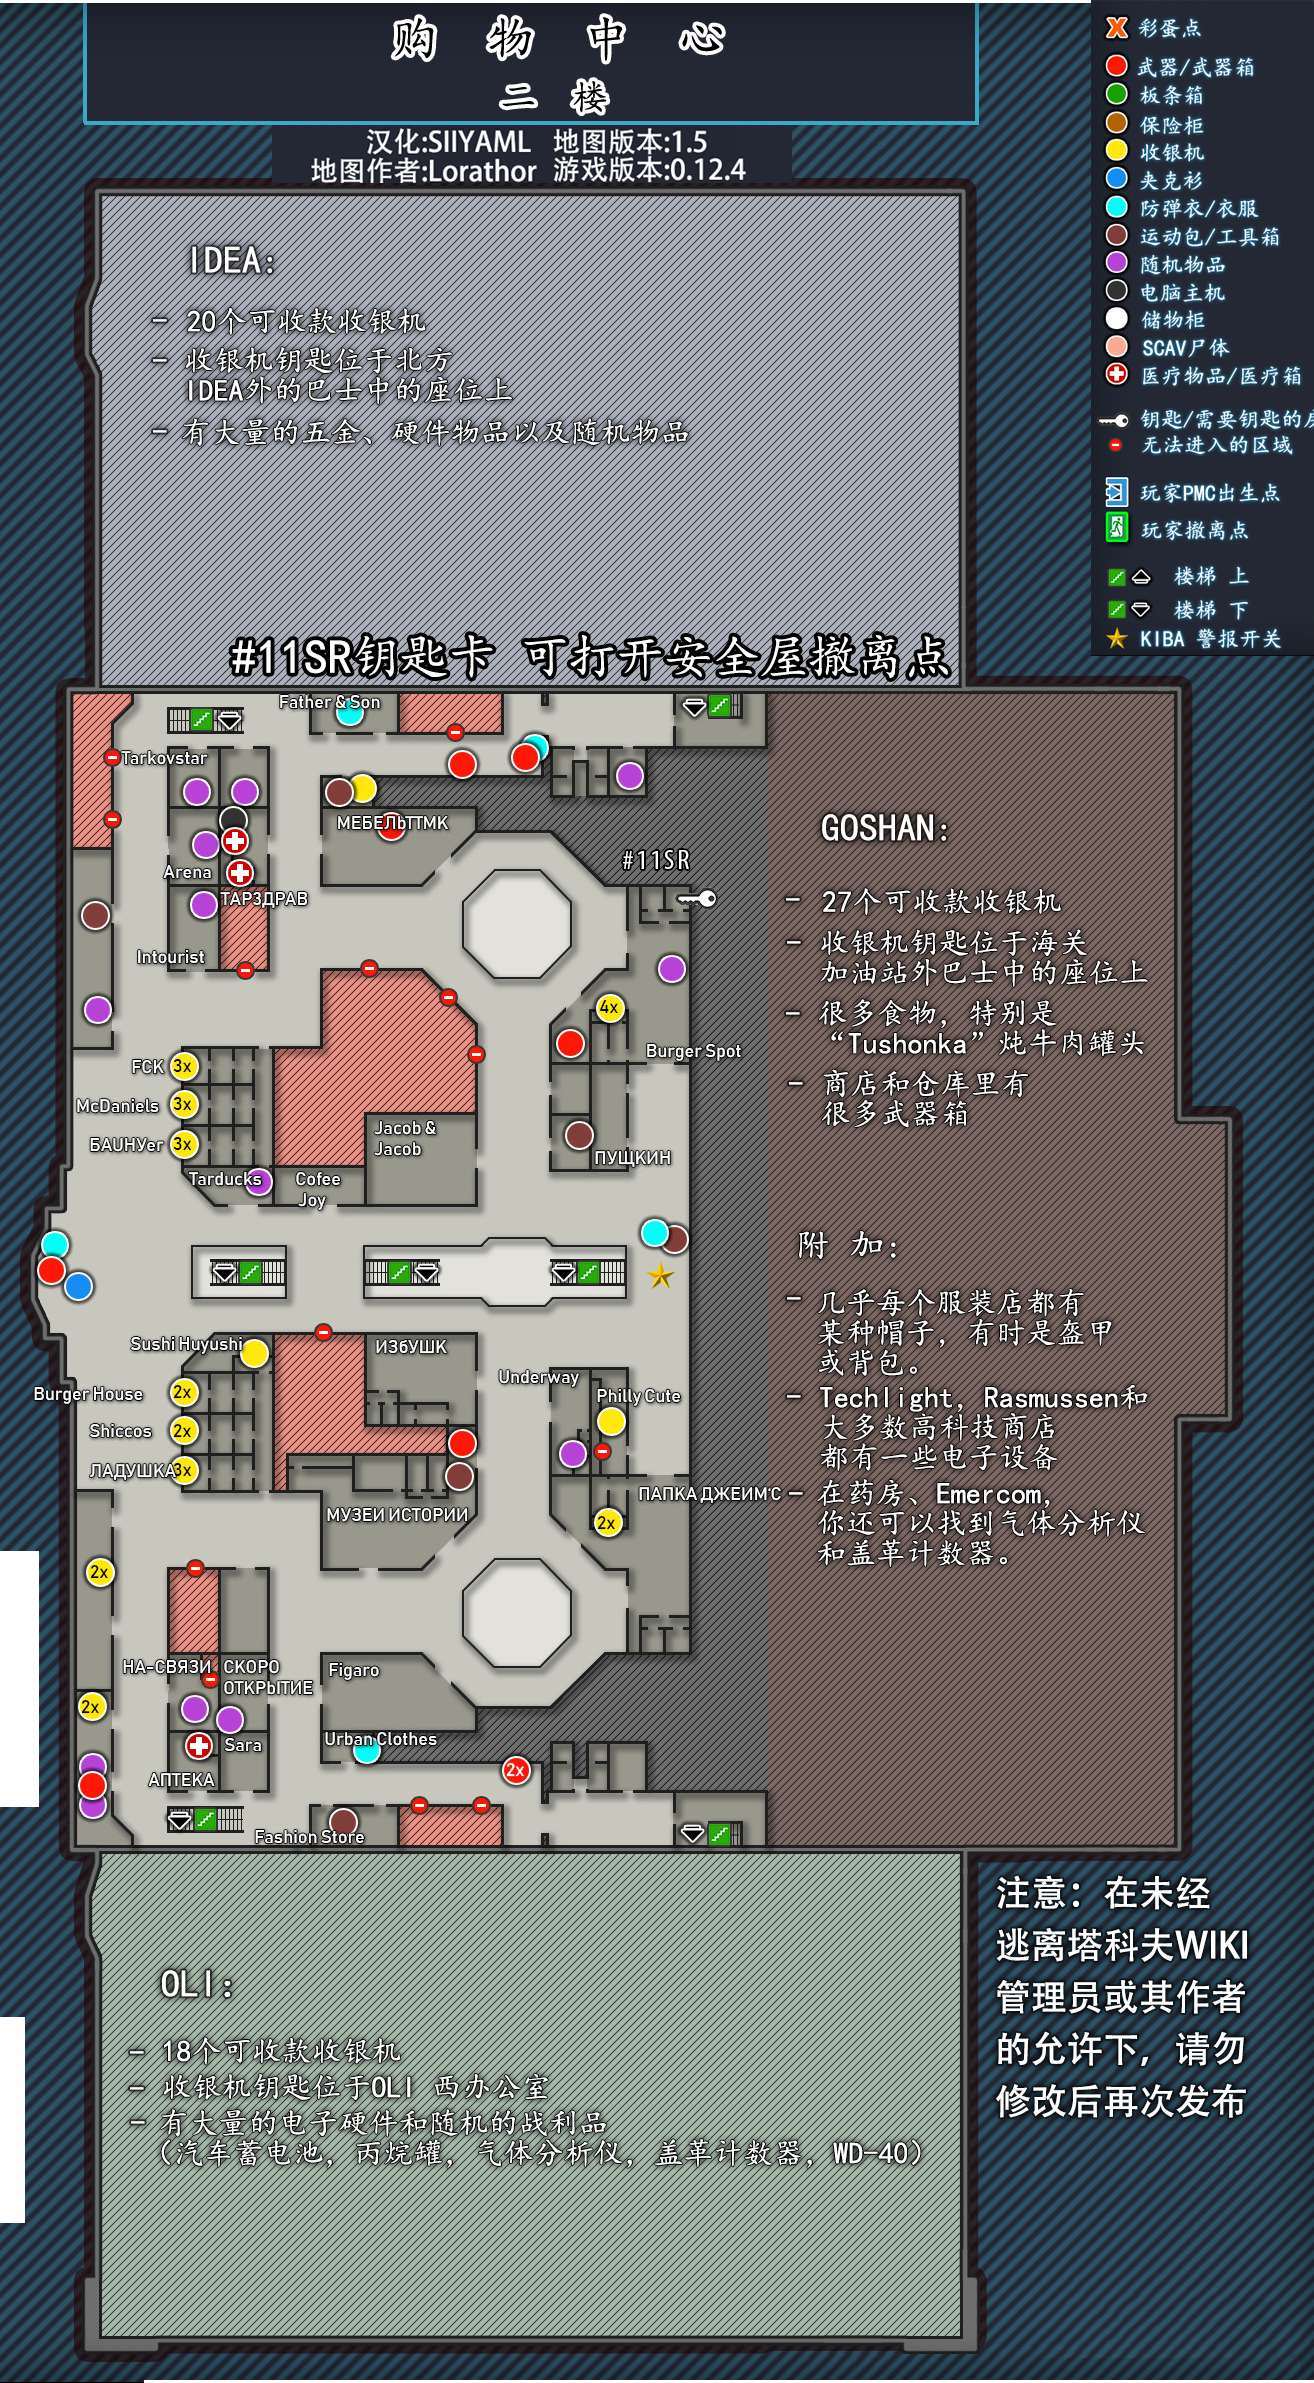 购 物 中 心
二 楼
汉化:SIIYAML 地图版本:1.5
地图作者:Lorathor 游戏版本:0.12.4
彩蛋点
武器/武器箱
板条箱
保险柜
收银机
夹克衫
防弹衣/衣服
运动包/工具箱
随机物品
电脑主机
储物柜
SCAV尸体
医疗物品/医疗箱
钥匙/需要钥匙的
无法进入的区域
玩家PMC出生点
玩家撤离点
楼梯 上
楼梯 下
KIBA 警报开关
IDEA:
- 20个可收款收银机
- 收银机钥匙位于北方
IDEA外的巴士中的座位上
- 有大量的五金、硬件物品以及随机物品
#11SR钥匙卡 可打开安全屋撤离点
Father & Son
Tarkovstar
МЕБЕЛЬТТМК
#11SR
Arena
ТАРЗДРАВ
Intourist
4x
Burger Spot
FCK 3x
McDaniels 3x
БАUНУer 3x
Jacob &
Jacob
ПУЩКИН
Tarducks
Cofee
Joy
Sushi Huyushi
ИЗбУШК
Burger House 2x
Underway
Philly Cute
Shiccos 2x
ЛАДУШКА 3x
МУЗЕИ ИСТОРИИ
ПАПКА ДЖЕИМ'С
2x
2x
НА-СВЯЗИ
СКОРО
ОТКРЫТИЕ
Figaro
2x
Urban Clothes
Sara
АПТЕКА
2x
Fashion Store
GOSHAN:
- 27个可收款收银机
- 收银机钥匙位于海关
加油站外巴士中的座位上
- 很多食物，特别是
“Tushonka”炖牛肉罐头
- 商店和仓库里有
很多武器箱
附 加:
- 几乎每个服装店都有
某种帽子，有时是盔甲
或背包。
- Techlight，Rasmussen和
大多数高科技商店
都有一些电子设备
- 在药房、Emercom，
你还可以找到气体分析仪
和盖革计数器。
OLI:
- 18个可收款收银机
- 收银机钥匙位于OLI 西办公室
- 有大量的电子硬件和随机的战利品
（汽车蓄电池，丙烷罐，气体分析仪，盖革计数器，WD-40）
注意：在未经
逃离塔科夫WIKI
管理员或其作者
的允许下，请勿
修改后再次发布